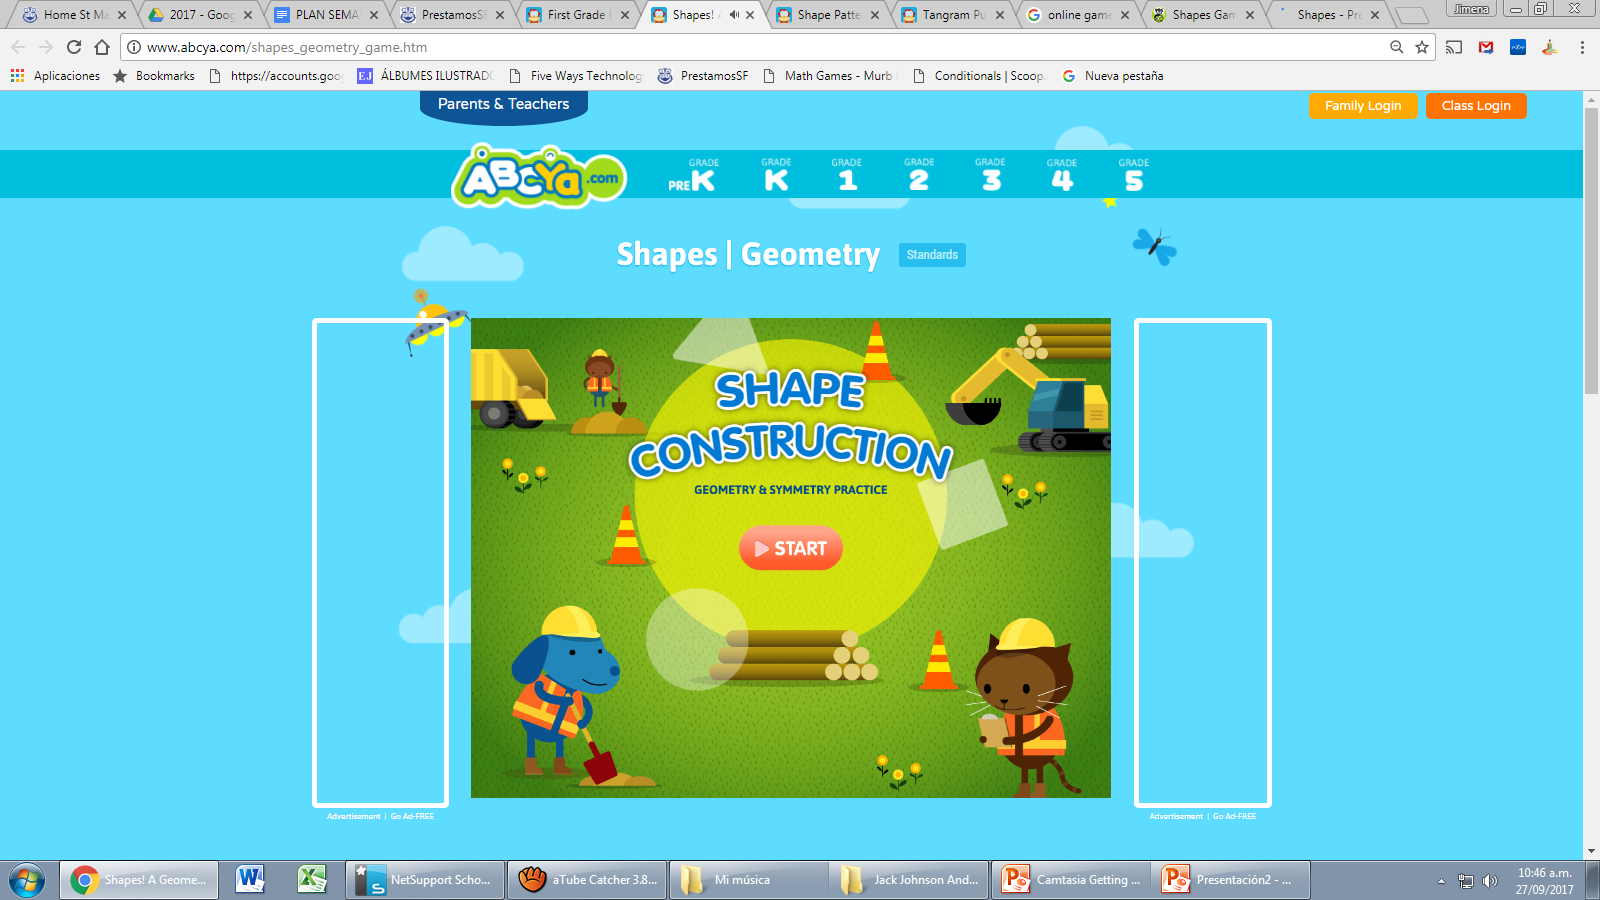 Home St Ma
2017 - Goog
PLAN SEMA
PrestamosSF
First Grade
Shapes! A
Shape Patte
Tangram Pu
online game
Shapes Gam
Shapes - Pre
Jimena
www.abcya.com/shapes_geometry_game.htm
Aplicaciones
Bookmarks
https://accounts.goo
EJ
ÁLBUMES ILUSTRADO
Five Ways Technolog
PrestamosSF
Math Games - Murb
Conditionals | Scoop.
Nueva pestaña
Parents & Teachers
Family Login
Class Login
ABCYa.com
GRADE PRE K
GRADE K
GRADE 1
GRADE 2
GRADE 3
GRADE 4
GRADE 5
Shapes | Geometry
Standards
SHAPE
CONSTRUCTION
GEOMETRY & SYMMETRY PRACTICE
START
Advertisement | Go Ad-FREE
Advertisement | Go Ad-FREE
Shapes! A Geome...
NetSupport Scho...
aTube Catcher 3.8...
Mi música
Jack Johnson And...
Camtasia Getting ...
Presentación2 - ...
10:46 a.m.
27/09/2017